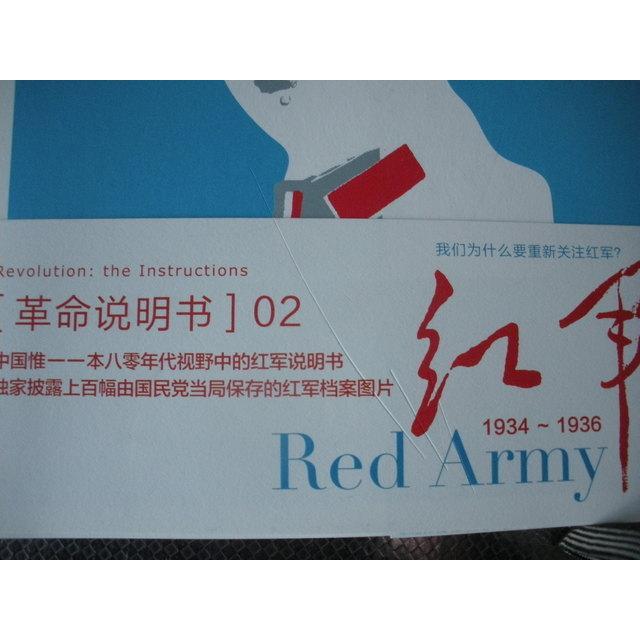 我们为什么要重新关注红军?
Revolution: the Instructions
[ 革命说明书 ] 02
中国惟一一本八零年代视野中的红军说明书
独家披露上百幅由国民党当局保存的红军档案图片
红军
1934 ~ 1936
Red Army